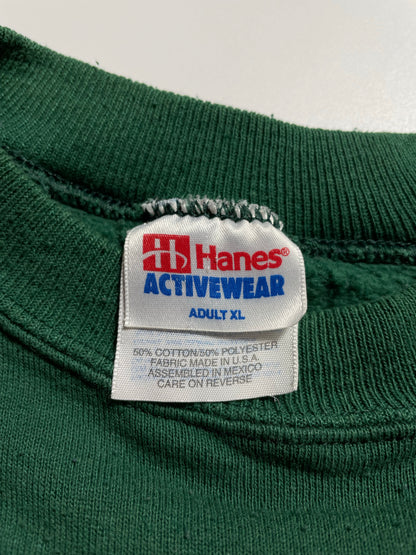 Hanes®
ACTIVEWEAR
ADULT XL
50% COTTON/50% POLYESTER
FABRIC MADE IN U.S.A.
ASSEMBLED IN MEXICO
CARE ON REVERSE